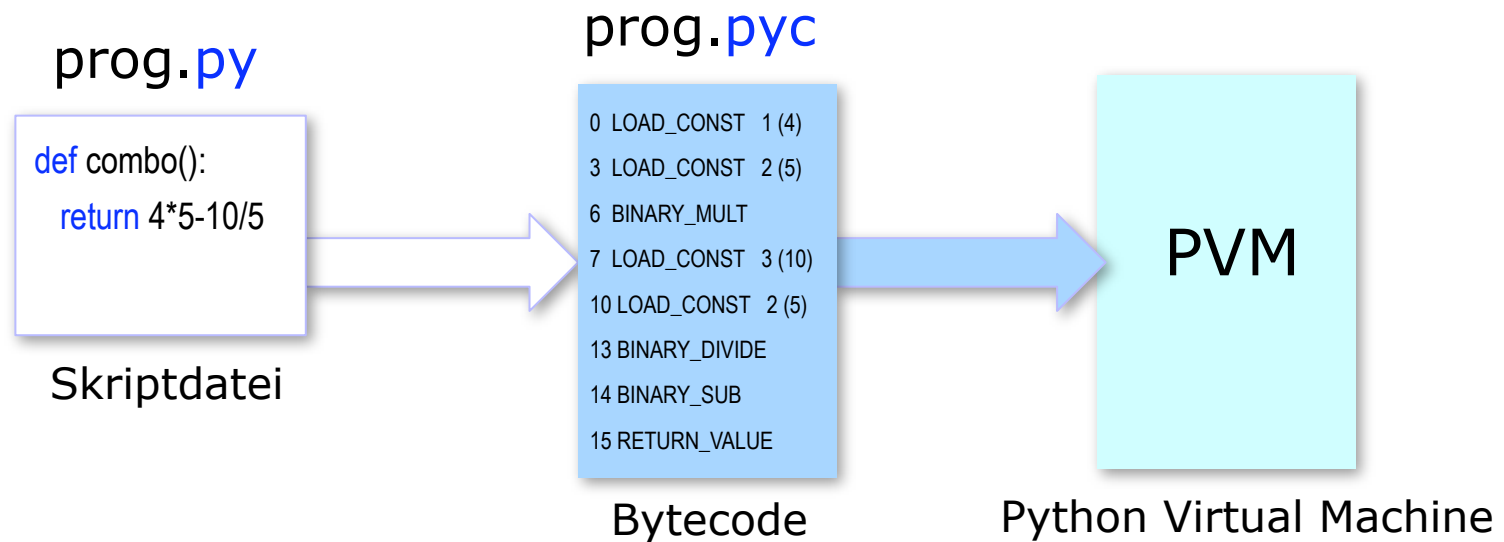 prog.py
def combo():
return 4*5-10/5
Skriptdatei
prog.pyc
0 LOAD_CONST 1 (4)
3 LOAD_CONST 2 (5)
6 BINARY_MULT
7 LOAD_CONST 3 (10)
10 LOAD_CONST 2 (5)
13 BINARY_DIVIDE
14 BINARY_SUB
15 RETURN_VALUE
Bytecode
PVM
Python Virtual Machine